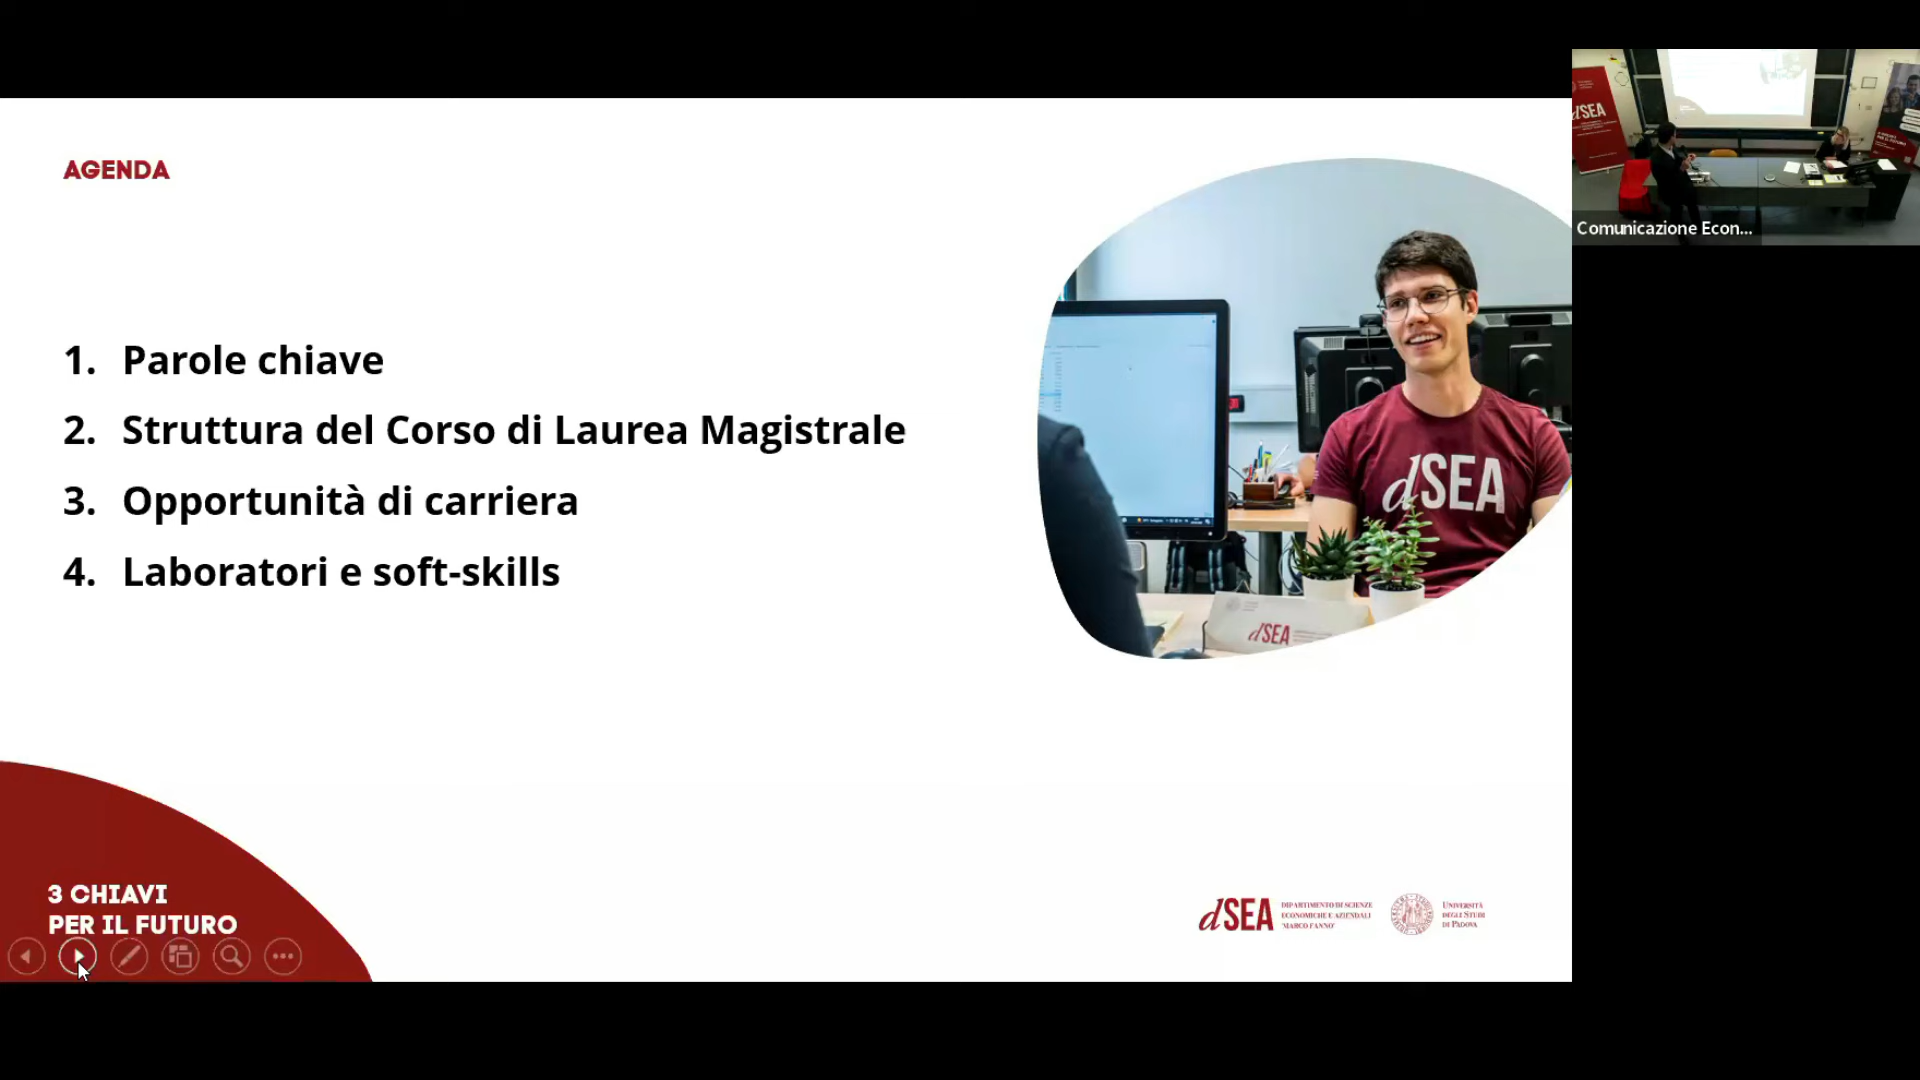 AGENDA
1. Parole chiave
2. Struttura del Corso di Laurea Magistrale
3. Opportunità di carriera
4. Laboratori e soft-skills
dSEA
dSEA
3 CHIAVI
PER IL FUTURO
dSEA
DIPARTIMENTO DI SCIENZE
ECONOMICHE E AZIENDALI
'MARCO FANNO'
UNIVERSITÀ
DEGLI STUDI
DI PADOVA
dSEA
Comunicazione Econ...